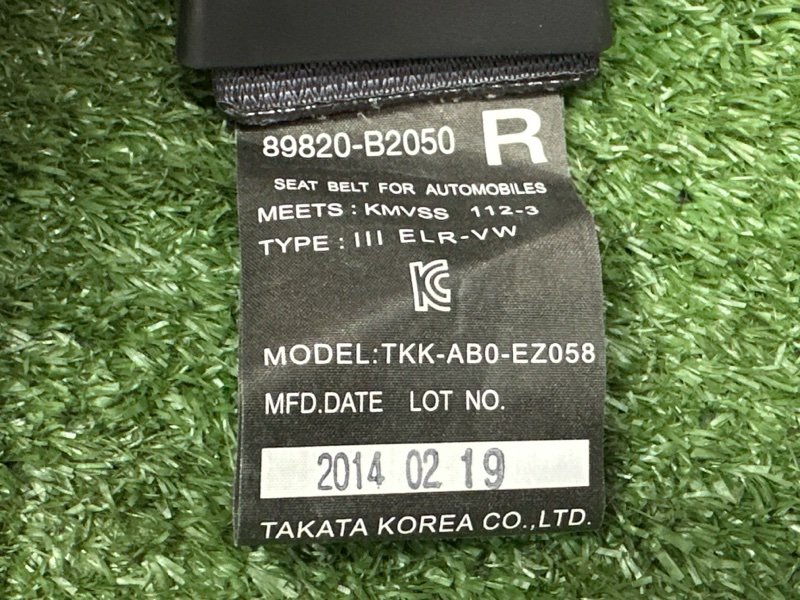 89820-B2050 R
SEAT BELT FOR AUTOMOBILES
MEETS : KMVSS 112-3
TYPE : III ELR-VW
KC
MODEL:TKK-AB0-EZ058
MFD.DATE LOT NO.
2014 02 19
TAKATA KOREA CO.,LTD.